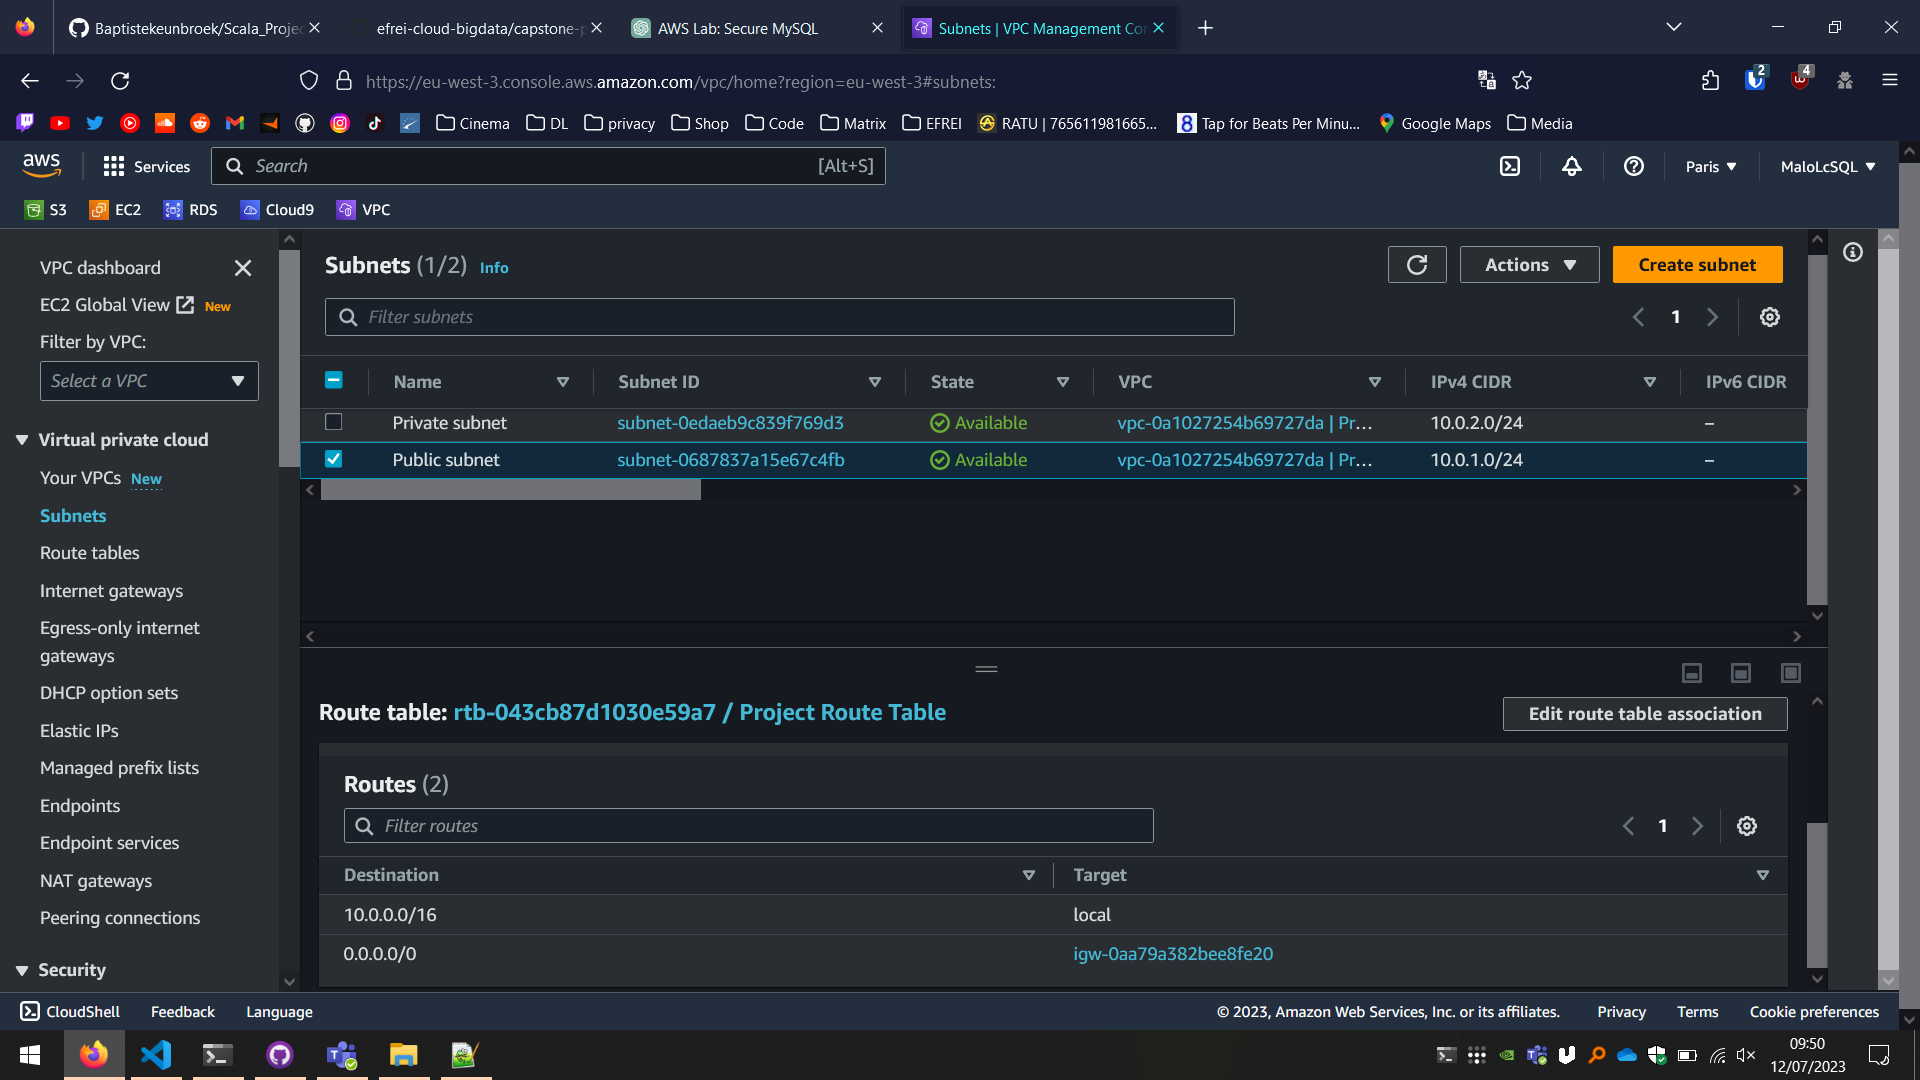 Baptistekeunbroek/Scala_Projec
efrei-cloud-bigdata/capstone-p
AWS Lab: Secure MySQL
Subnets | VPC Management Con
https://eu-west-3.console.aws.amazon.com/vpc/home?region=eu-west-3#subnets:
2
4
Cinema
DL
privacy
Shop
Code
Matrix
EFREI
RATU | 765611981665...
8
Tap for Beats Per Minu...
Google Maps
Media
aws
Services
Search
[Alt+S]
Paris
MaloLcSQL
S3
EC2
RDS
Cloud9
VPC
VPC dashboard
EC2 Global View New
Filter by VPC:
Select a VPC
Virtual private cloud
Your VPCs New
Subnets
Route tables
Internet gateways
Egress-only internet
gateways
DHCP option sets
Elastic IPs
Managed prefix lists
Endpoints
Endpoint services
NAT gateways
Peering connections
Security
Subnets (1/2) Info
Actions
Create subnet
Filter subnets
1
Name Subnet ID State VPC IPv4 CIDR IPv6 CIDR
Private subnet subnet-0edaeb9c839f769d3 Available vpc-0a1027254b69727da | Pr... 10.0.2.0/24 –
Public subnet subnet-0687837a15e67c4fb Available vpc-0a1027254b69727da | Pr... 10.0.1.0/24 –
Route table: rtb-043cb87d1030e59a7 / Project Route Table
Edit route table association
Routes (2)
Filter routes
1
Destination Target
10.0.0.0/16 local
0.0.0.0/0 igw-0aa79a382bee8fe20
CloudShell
Feedback
Language
© 2023, Amazon Web Services, Inc. or its affiliates.
Privacy
Terms
Cookie preferences
09:50
12/07/2023